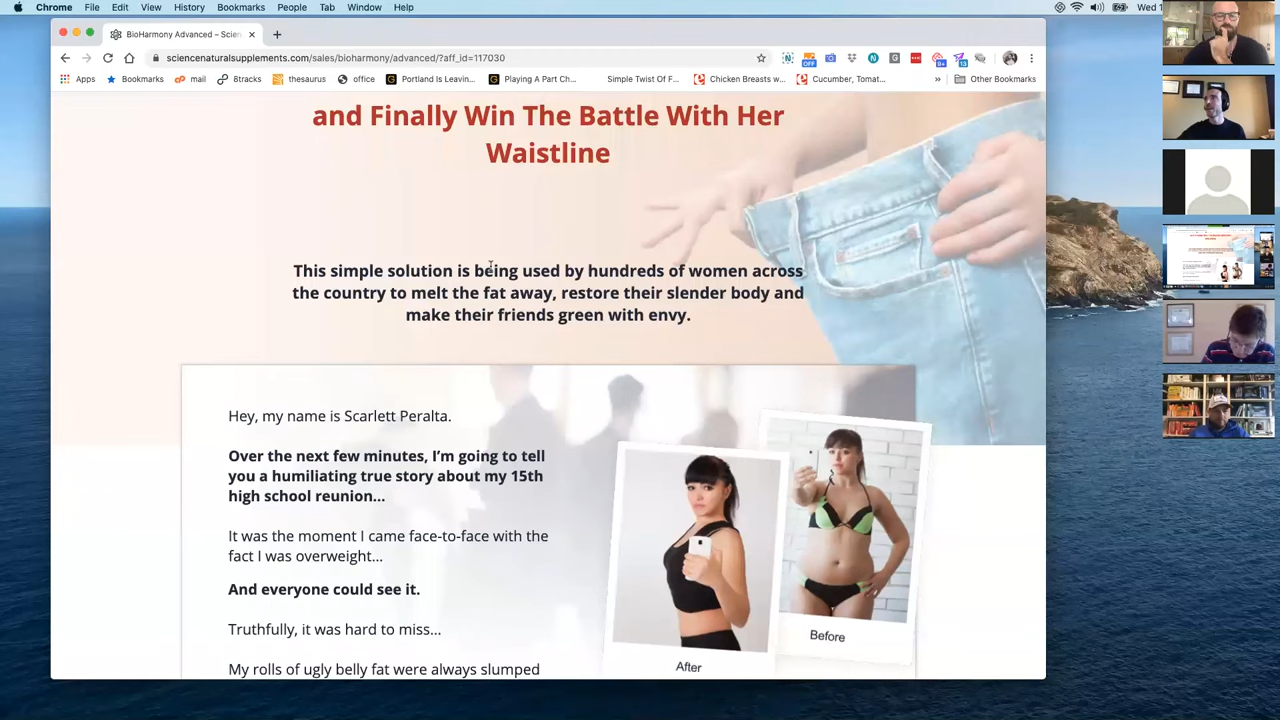 Chrome File Edit View History Bookmarks People Tab Window Help
Wed 1
BioHarmony Advanced – Scien
sciencenaturalsupplements.com/sales/bioharmony/advanced/?aff_id=117030
Apps Bookmarks mail 8tracks thesaurus office Portland Is Leavin... Playing A Part Ch... Simple Twist Of F... Chicken Breasts w... Cucumber, Tomat... » Other Bookmarks
and Finally Win The Battle With Her
Waistline
This simple solution is being used by hundreds of women across
the country to melt the fat away, restore their slender body and
make their friends green with envy.
Hey, my name is Scarlett Peralta.
Over the next few minutes, I’m going to tell
you a humiliating true story about my 15th
high school reunion...
It was the moment I came face-to-face with the
fact I was overweight...
And everyone could see it.
Truthfully, it was hard to miss...
My rolls of ugly belly fat were always slumped
Before
After